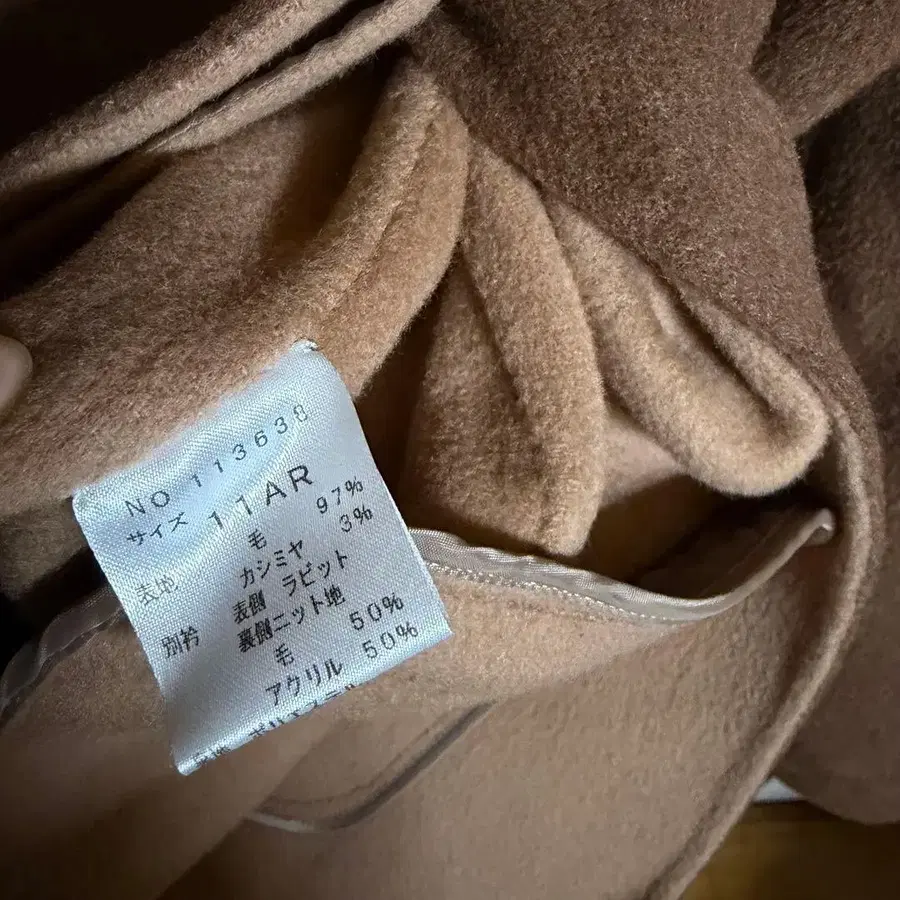 NO 113638
サイズ 11AR
表地 毛 97%
カシミヤ 3%
別衿 表側 ラビット
裏側ニット地
毛 50%
アクリル 50%